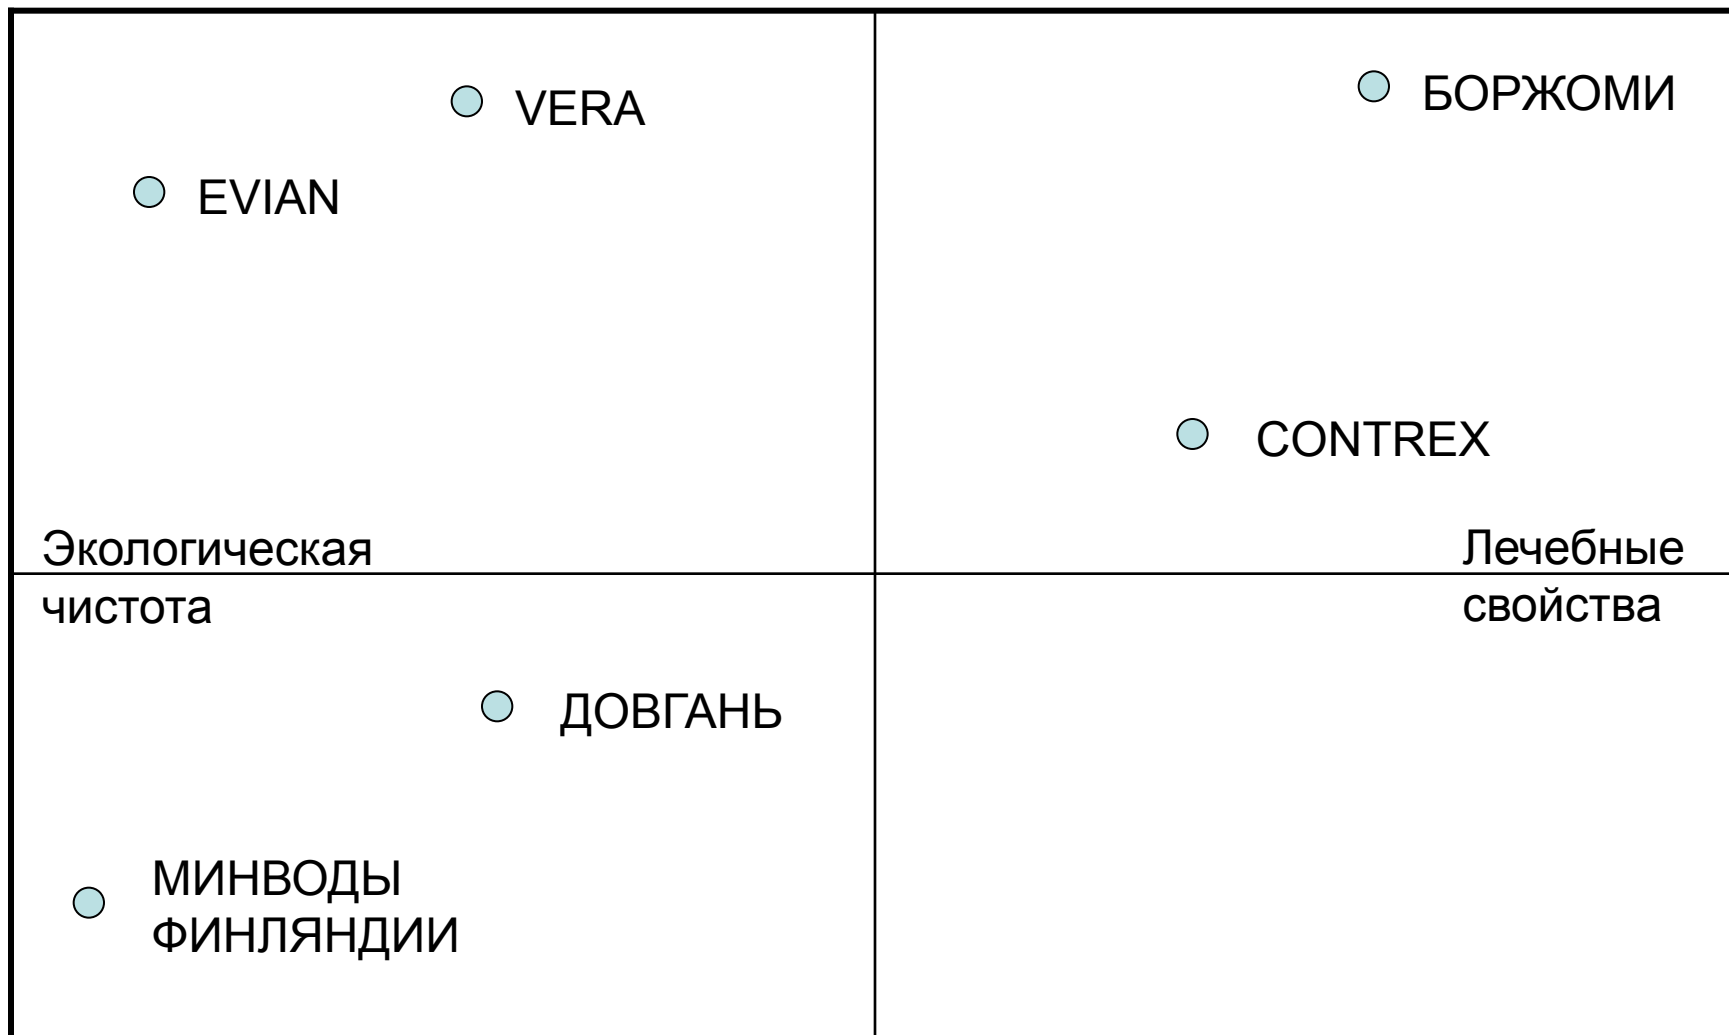 VERA
БОРЖОМИ
EVIAN
CONTREX
Экологическая
чистота
Лечебные
свойства
ДОВГАНЬ
МИНВОДЫ
ФИНЛЯНДИИ